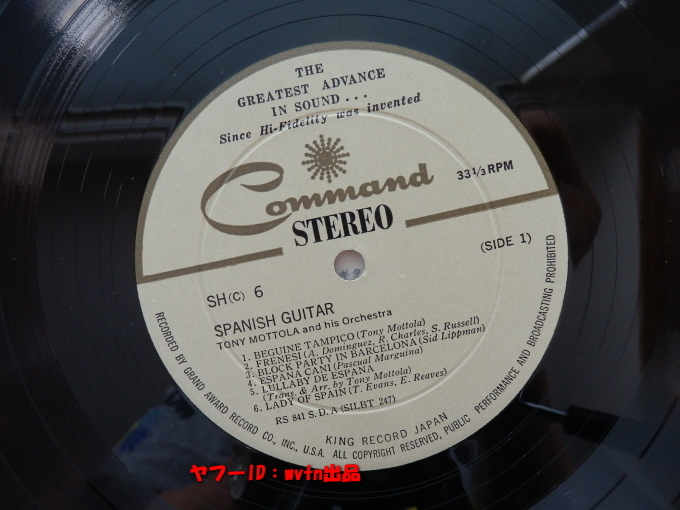 THE
GREATEST ADVANCE
IN SOUND...
Since Hi-Fidelity was invented
Command
33 1/3 RPM
STEREO
(SIDE 1)
SH(C) 6
SPANISH GUITAR
TONY MOTTOLA and his Orchestra
1. BEGUINE TAMPICO (Tony Mottola)
2. FRENESI (A. Dominguez, R. Charles, S. Russell)
3. BLOCK PARTY IN BARCELONA (Sid Lippman)
4. ESPANA CANI (Pascual Marguina)
5. LULLABY DE ESPANA
(Trans. & Arr. by Tony Mottola)
6. LADY OF SPAIN (T. Evans, E. Reaves)
RS 841 S.D.A (SILBT 247)
KING RECORD JAPAN
RECORDED BY GRAND AWARD RECORD CO., INC., U.S.A. ALL COPYRIGHT RESERVED, PUBLIC PERFORMANCE AND BROADCASTING PROHIBITED
ヤフーID：wvfn出品